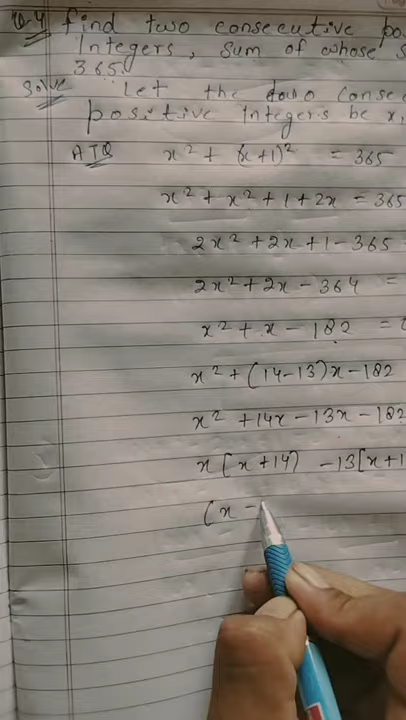 Q.4 find two consecutive
Integers, sum of whose
365.
Solve Let the two
positive Integers be x,
ATQ x² + (x+1)² = 365
x² + x² + 1 + 2x = 365
2x² + 2x + 1 - 365
2x² + 2x - 364 =
x² + x - 182 =
x² + (14-13)x - 182
x² + 14x - 13x - 182
x(x+14) - 13[x+1
(x -